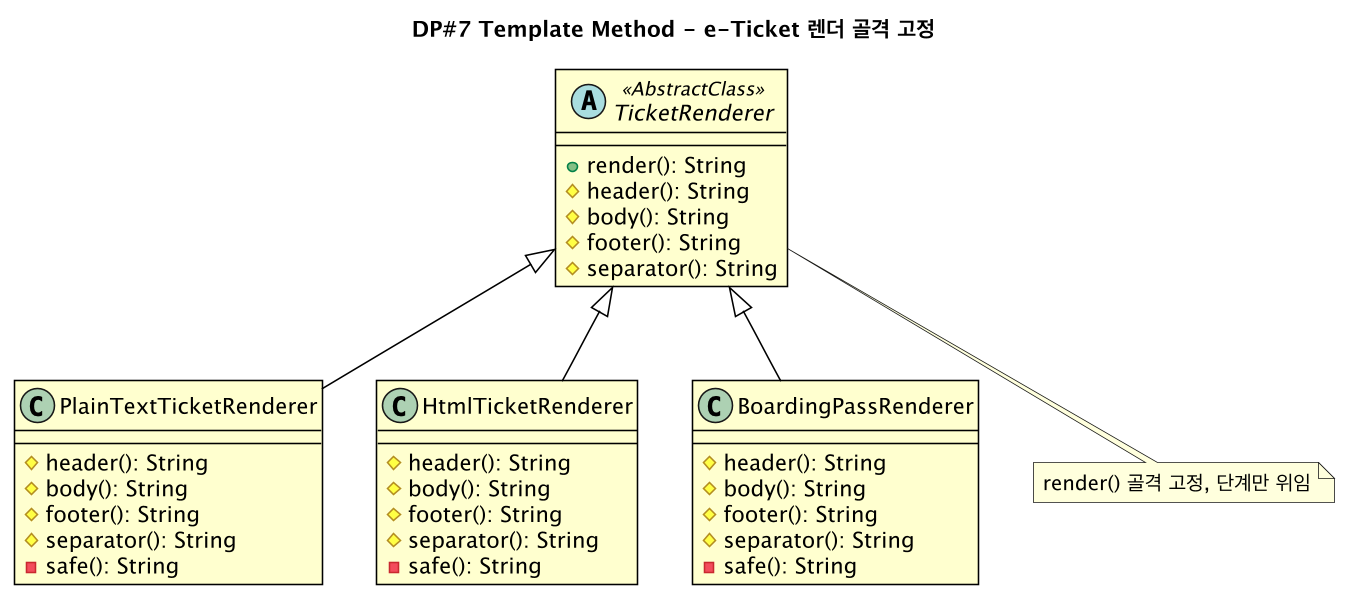 DP#7 Template Method - e-Ticket 렌더 골격 고정
A
«AbstractClass»
TicketRenderer
render(): String
header(): String
body(): String
footer(): String
separator(): String
C PlainTextTicketRenderer
header(): String
body(): String
footer(): String
separator(): String
safe(): String
C HtmlTicketRenderer
header(): String
body(): String
footer(): String
separator(): String
safe(): String
C BoardingPassRenderer
header(): String
body(): String
footer(): String
separator(): String
safe(): String
render() 골격 고정, 단계만 위임